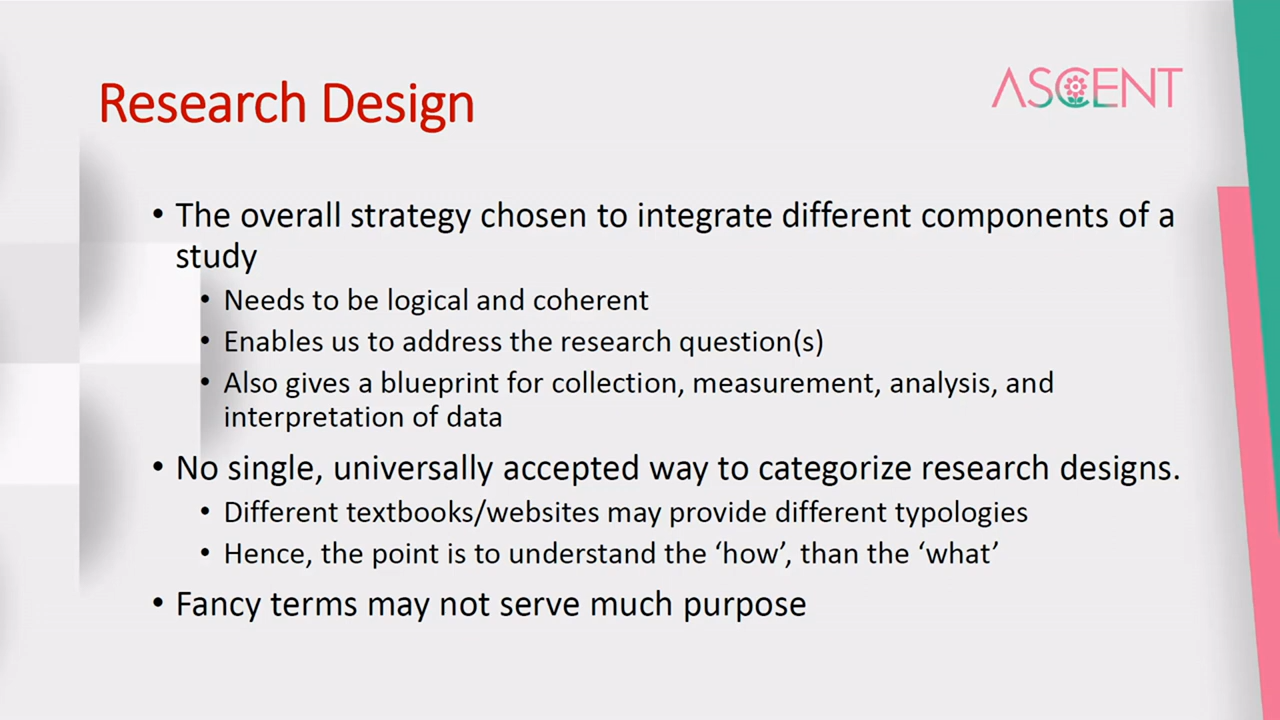 Research Design
ASCENT
• The overall strategy chosen to integrate different components of a
study
• Needs to be logical and coherent
• Enables us to address the research question(s)
• Also gives a blueprint for collection, measurement, analysis, and
interpretation of data
• No single, universally accepted way to categorize research designs.
• Different textbooks/websites may provide different typologies
• Hence, the point is to understand the ‘how’, than the ‘what’
• Fancy terms may not serve much purpose